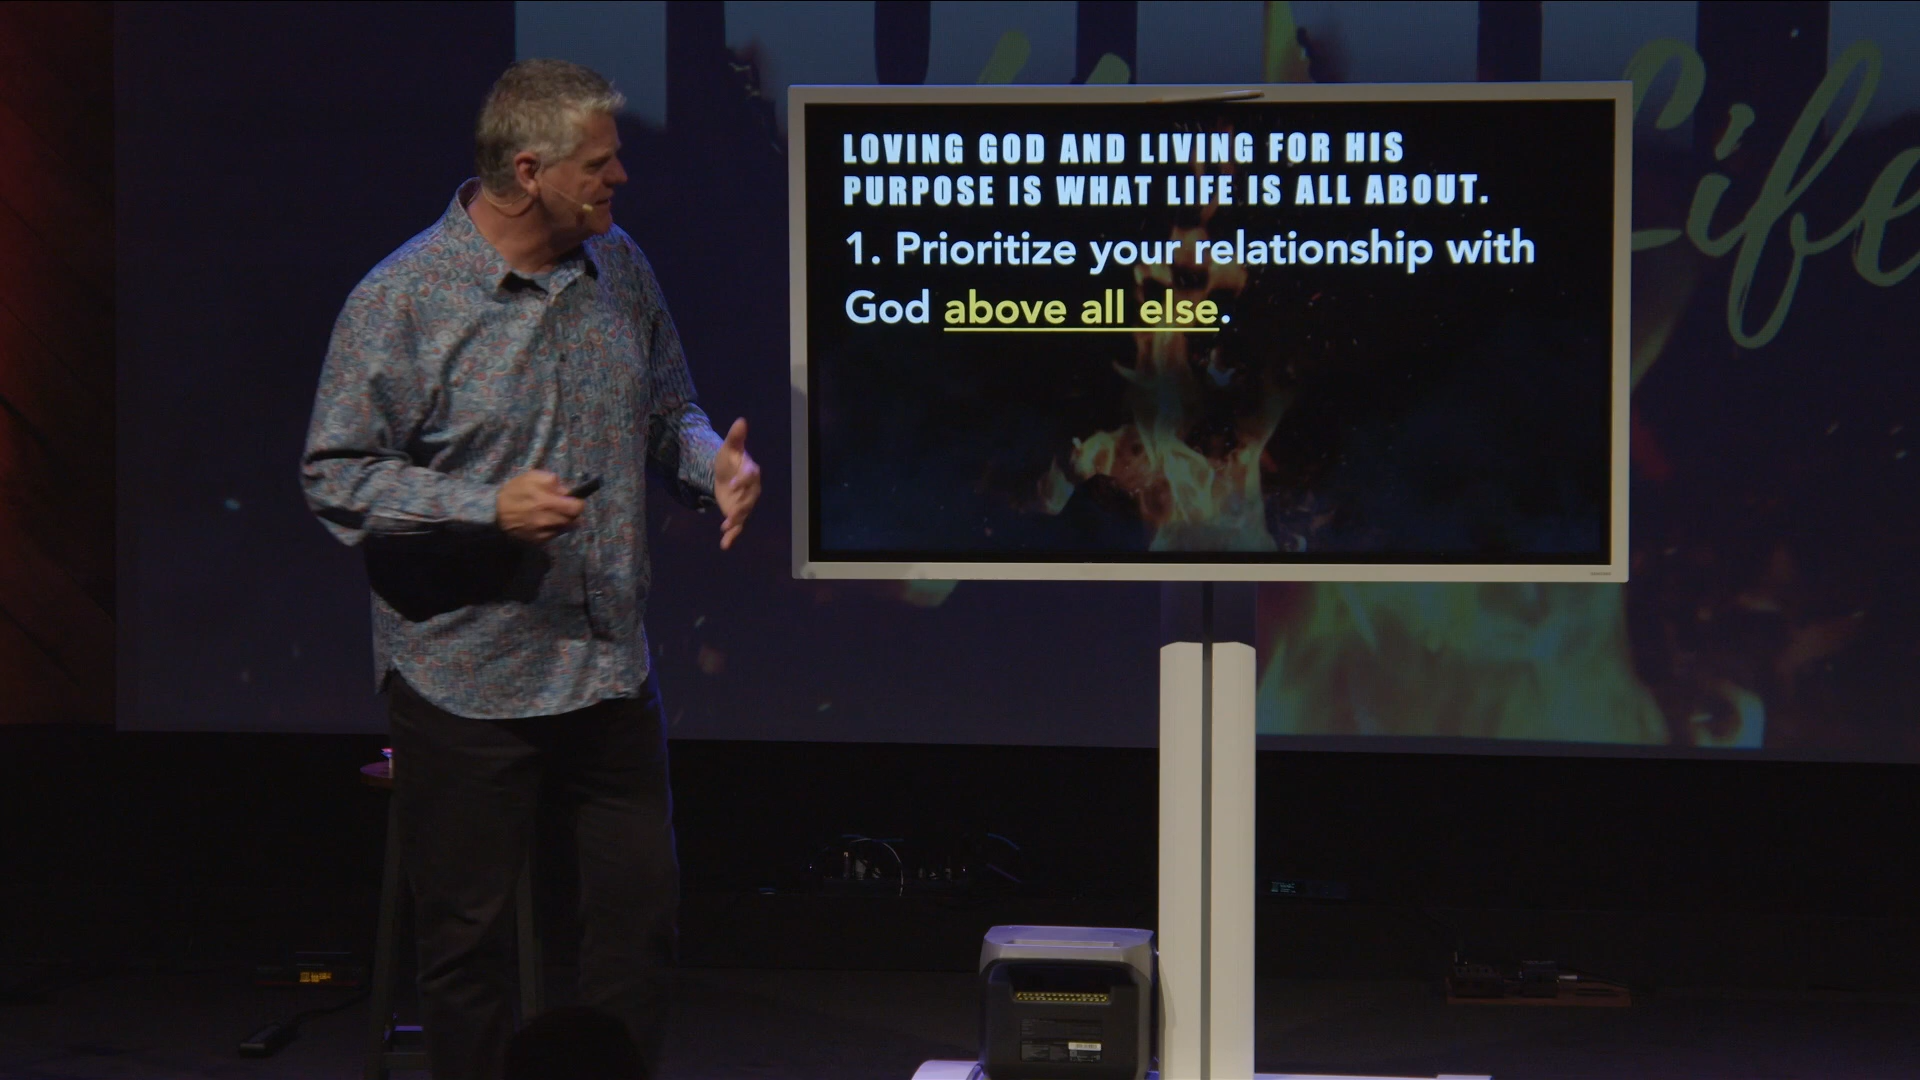 LOVING GOD AND LIVING FOR HIS
PURPOSE IS WHAT LIFE IS ALL ABOUT.
1. Prioritize your relationship with
God above all else.
Life